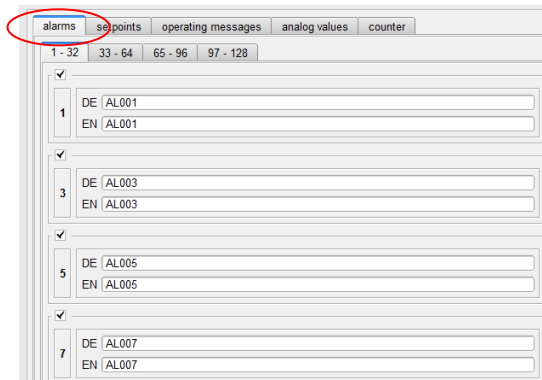 alarms setpoints operating messages analog values counter
1 - 32 33 - 64 65 - 96 97 - 128
1
DE AL001
EN AL001
3
DE AL003
EN AL003
5
DE AL005
EN AL005
7
DE AL007
EN AL007